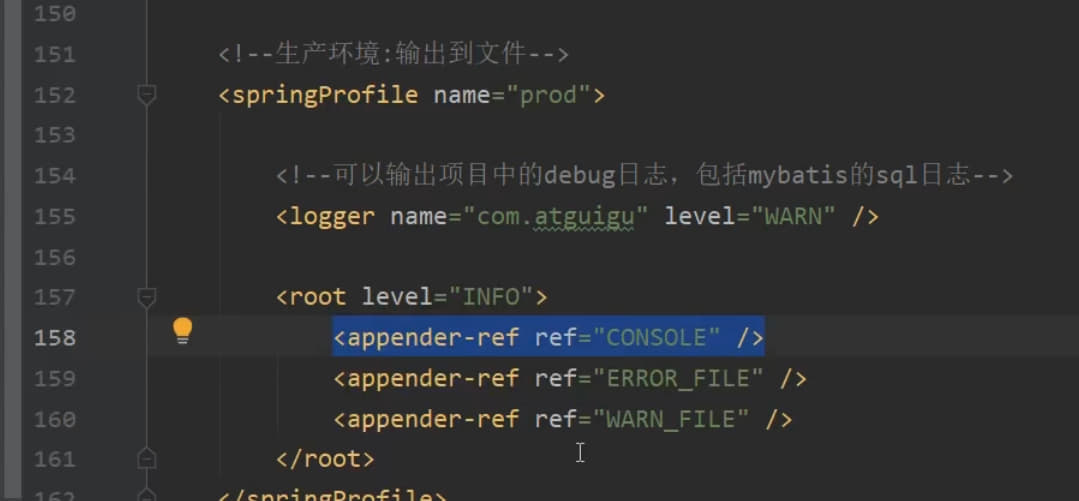 150
151 <!--生产环境:输出到文件-->
152 <springProfile name="prod">
153
154 <!--可以输出项目中的debug日志，包括mybatis的sql日志-->
155 <logger name="com.atguigu" level="WARN" />
156
157 <root level="INFO">
158 <appender-ref ref="CONSOLE" />
159 <appender-ref ref="ERROR_FILE" />
160 <appender-ref ref="WARN_FILE" />
161 </root>
162 </springProfile>